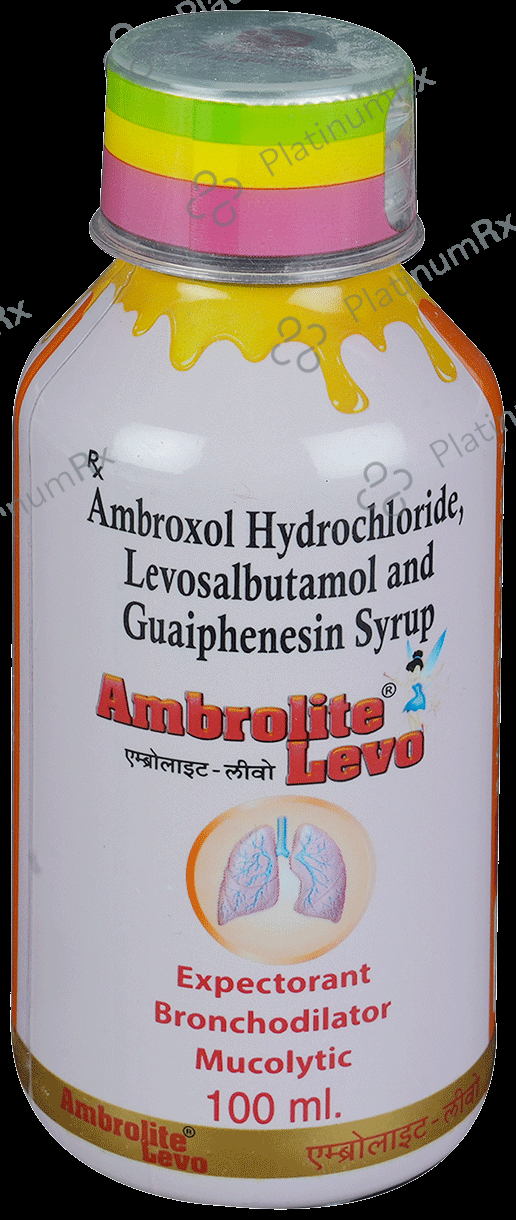 PlatinumRx
PlatinumRx
PlatinumRx
Rx
Ambroxol Hydrochloride,
Levosalbutamol and
Guaiphenesin Syrup
Ambrolite®
एम्ब्रोलाइट - लीवो Levo
Expectorant
Bronchodilator
Mucolytic
100 ml.
Ambrolite®
Levo
एम्ब्रोलाइट - लीवो